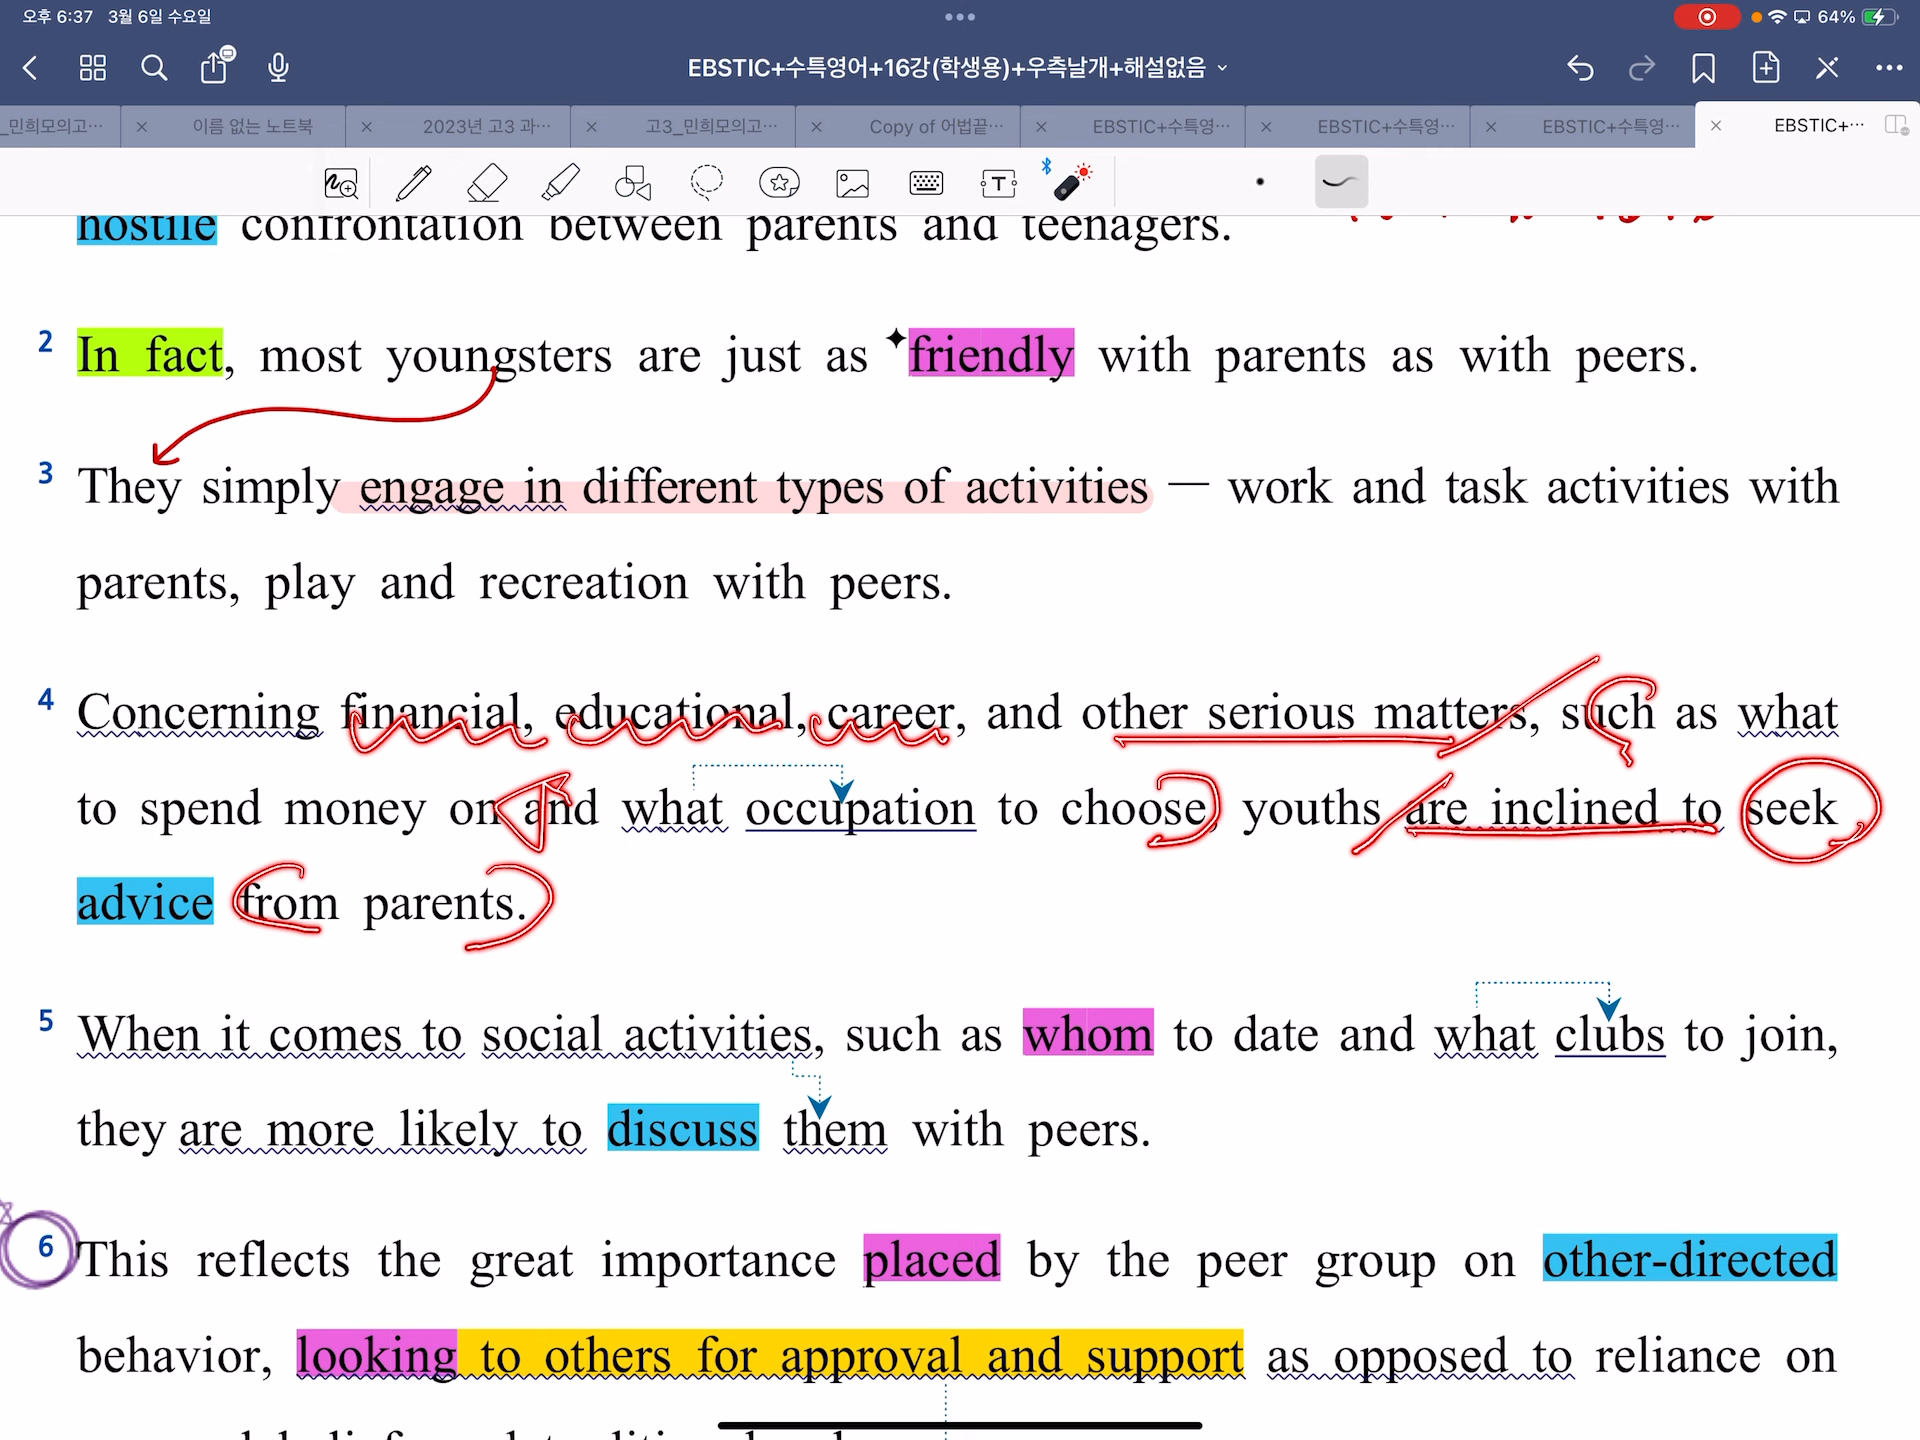 오후 6:37 3월 6일 수요일
64%
EBSTIC+수특영어+16강(학생용)+우측날개+해설없음
_민희모의고···
이름 없는 노트북
2023년 고3 과···
고3_민희모의고···
Copy of 어법끝···
EBSTIC+수특영···
EBSTIC+수특영···
EBSTIC+수특영···
EBSTIC+···
hostile confrontation between parents and teenagers.
2 In fact, most youngsters are just as friendly with parents as with peers.
3 They simply engage in different types of activities — work and task activities with
parents, play and recreation with peers.
4 Concerning financial, educational, career, and other serious matters, such as what
to spend money on and what occupation to choose, youths are inclined to seek
advice from parents.
5 When it comes to social activities, such as whom to date and what clubs to join,
they are more likely to discuss them with peers.
6 This reflects the great importance placed by the peer group on other-directed
behavior, looking to others for approval and support as opposed to reliance on